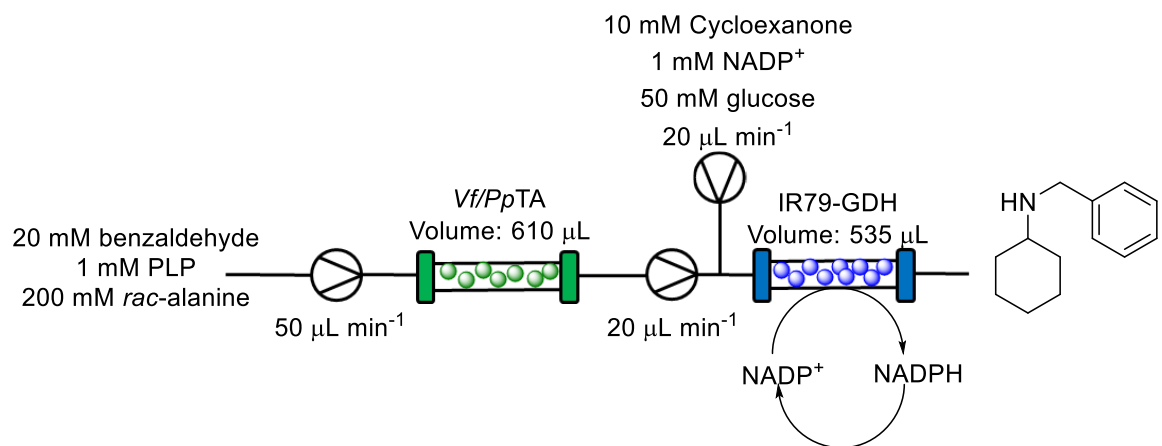 10 mM Cycloexanone
1 mM NADP⁺
50 mM glucose
20 μL min⁻¹
Vf/PpTA
Volume: 610 μL
IR79-GDH
Volume: 535 μL
20 mM benzaldehyde
1 mM PLP
200 mM rac-alanine
50 μL min⁻¹
20 μL min⁻¹
NADP⁺
NADPH
HN